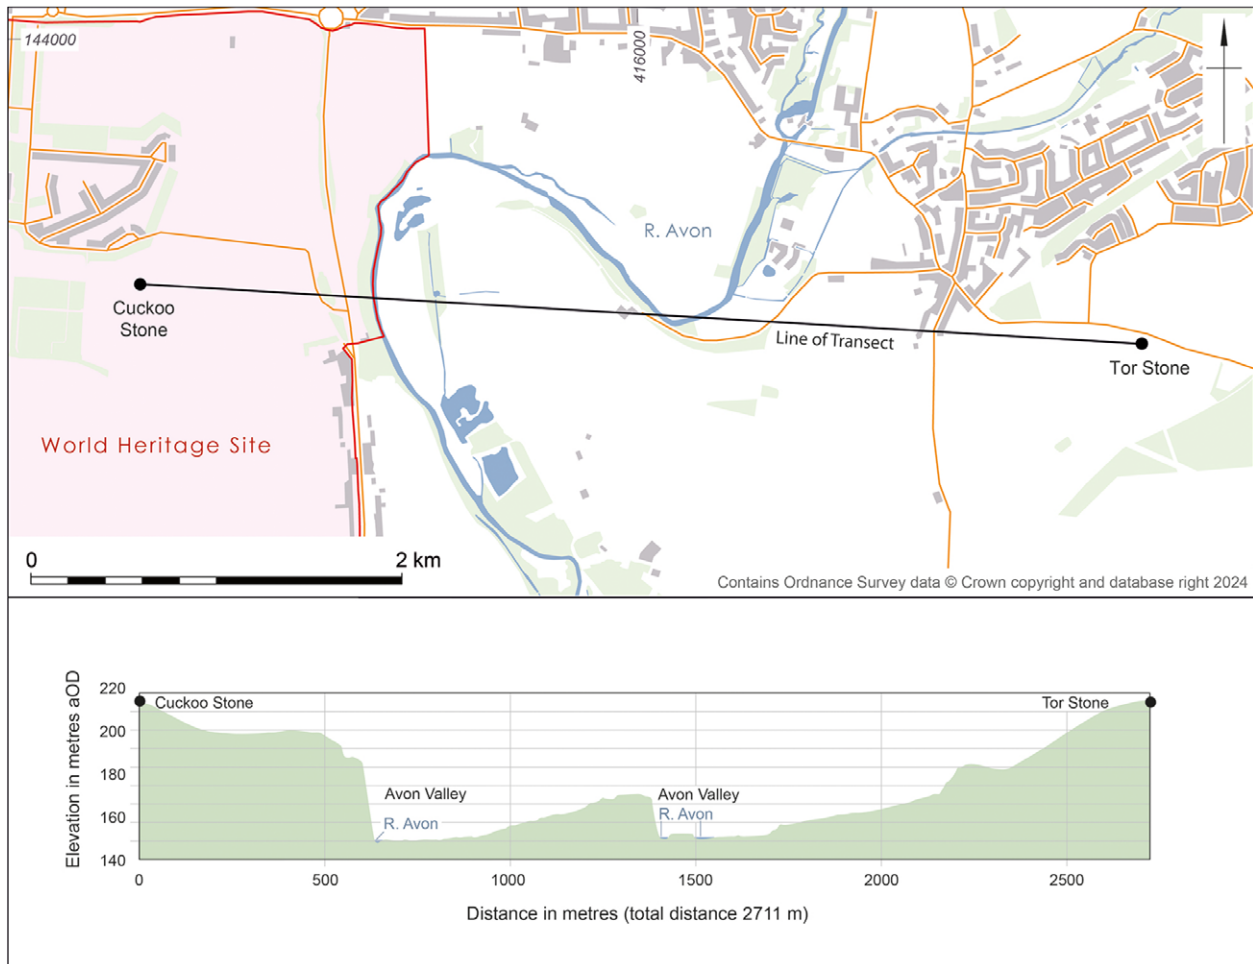 144000
416000
R. Avon
Cuckoo
Stone
Line of Transect
Tor Stone
World Heritage Site
0
2 km
Contains Ordnance Survey data © Crown copyright and database right 2024
Elevation in metres aOD
220
200
180
160
140
Cuckoo Stone
Tor Stone
Avon Valley
R. Avon
Avon Valley
R. Avon
0
500
1000
1500
2000
2500
Distance in metres (total distance 2711 m)